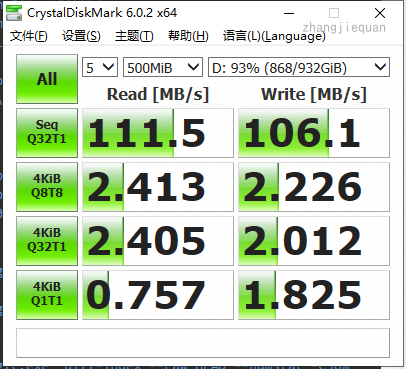 CrystalDiskMark 6.0.2 x64
zhangjiequan
文件(F) 设置(S) 主题(T) 帮助(H) 语言(L)(Language)
All 5 500MiB D: 93% (868/932GiB)
Read [MB/s] Write [MB/s]
Seq Q32T1 111.5 106.1
4KiB Q8T8 2.413 2.226
4KiB Q32T1 2.405 2.012
4KiB Q1T1 0.757 1.825